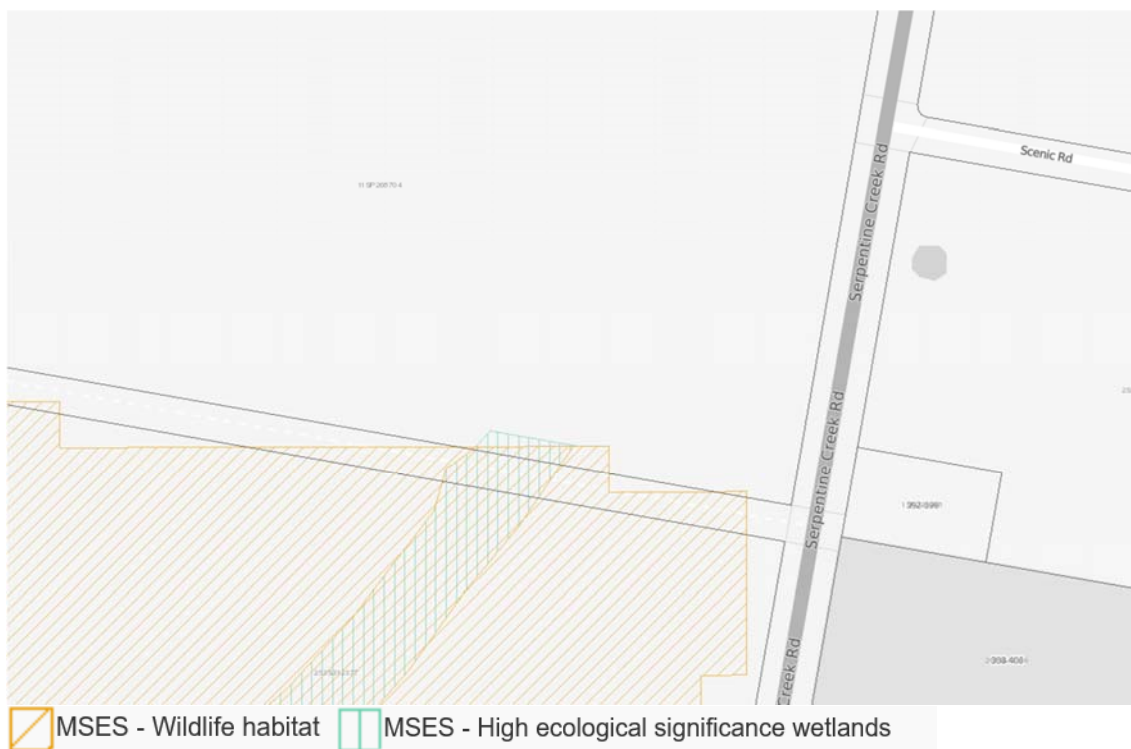 Scenic Rd
Serpentine Creek Rd
Serpentine Creek Rd
Creek Rd
MSES - Wildlife habitat MSES - High ecological significance wetlands